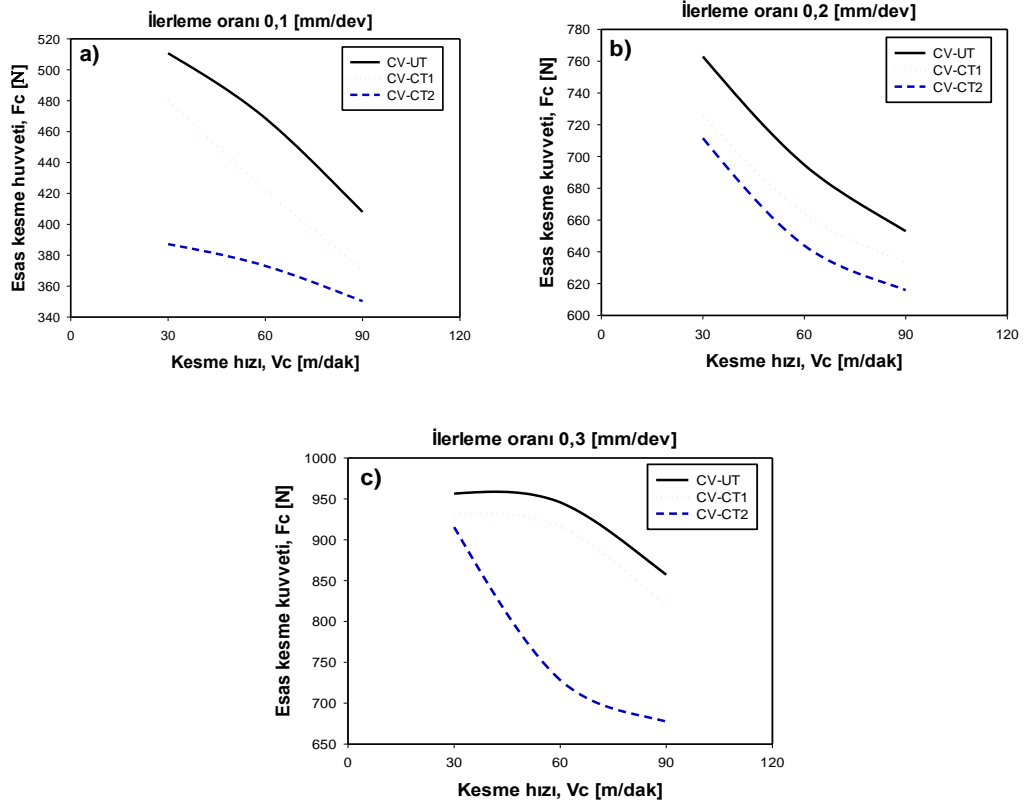 İlerleme oranı 0,1 [mm/dev]
a)
CV-UT
CV-CT1
CV-CT2
Esas kesme huvveti, Fc [N]
520
500
480
460
440
420
400
380
360
340
0 30 60 90 120
Kesme hızı, Vc [m/dak]
İlerleme oranı 0,2 [mm/dev]
b)
CV-UT
CV-CT1
CV-CT2
Esas kesme kuvveti, Fc [N]
780
760
740
720
700
680
660
640
620
600
0 30 60 90 120
Kesme hızı, Vc [m/dak]
İlerleme oranı 0,3 [mm/dev]
c)
CV-UT
CV-CT1
CV-CT2
Esas kesme kuvveti, Fc [N]
1000
950
900
850
800
750
700
650
0 30 60 90 120
Kesme hızı, Vc [m/dak]